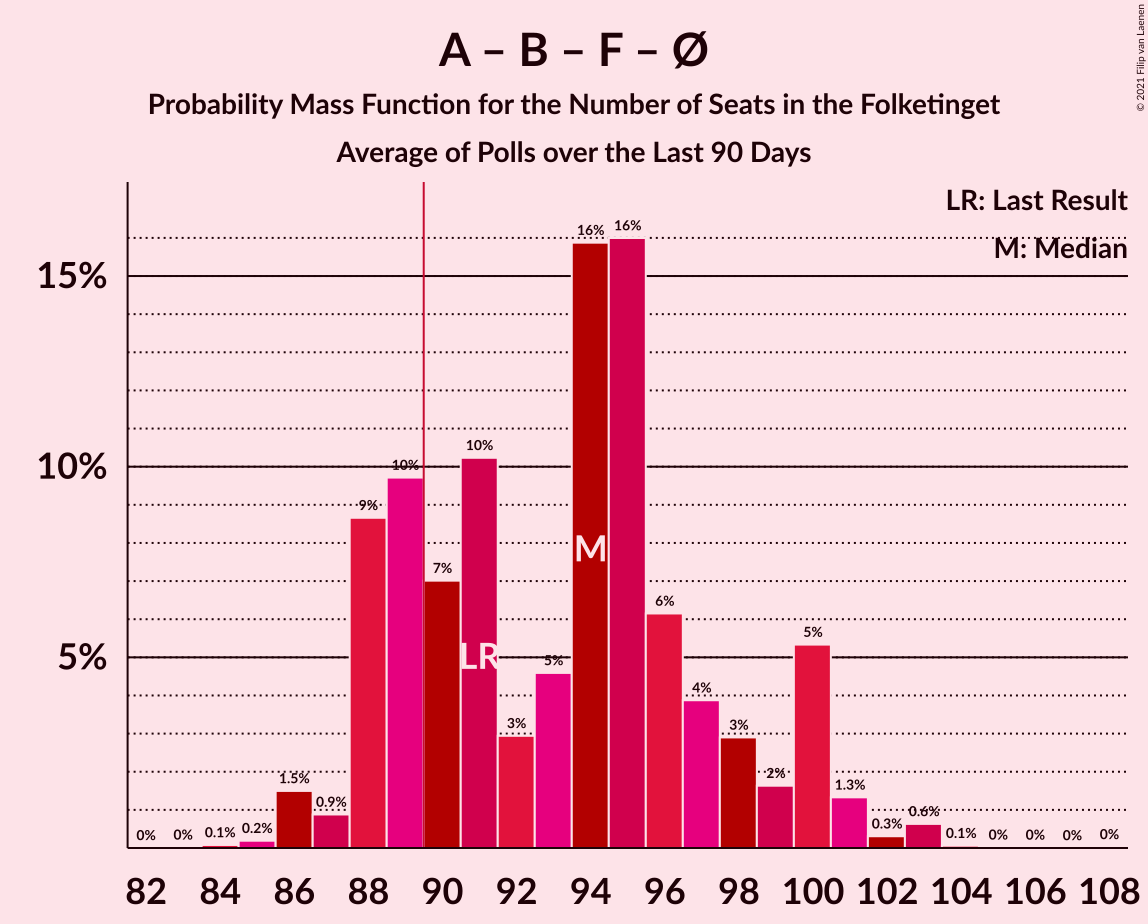 A – B – F – Ø
Probability Mass Function for the Number of Seats in the Folketinget
Average of Polls over the Last 90 Days
© 2021 Filip van Laenen
LR: Last Result
M: Median
15%
10%
5%
0% 0% 0.1% 0.2% 1.5% 0.9% 9% 10% 7% 10% 3% 5% 16% 16% 6% 4% 3% 2% 5% 1.3% 0.3% 0.6% 0.1% 0% 0% 0% 0%
M
LR
82 84 86 88 90 92 94 96 98 100 102 104 106 108